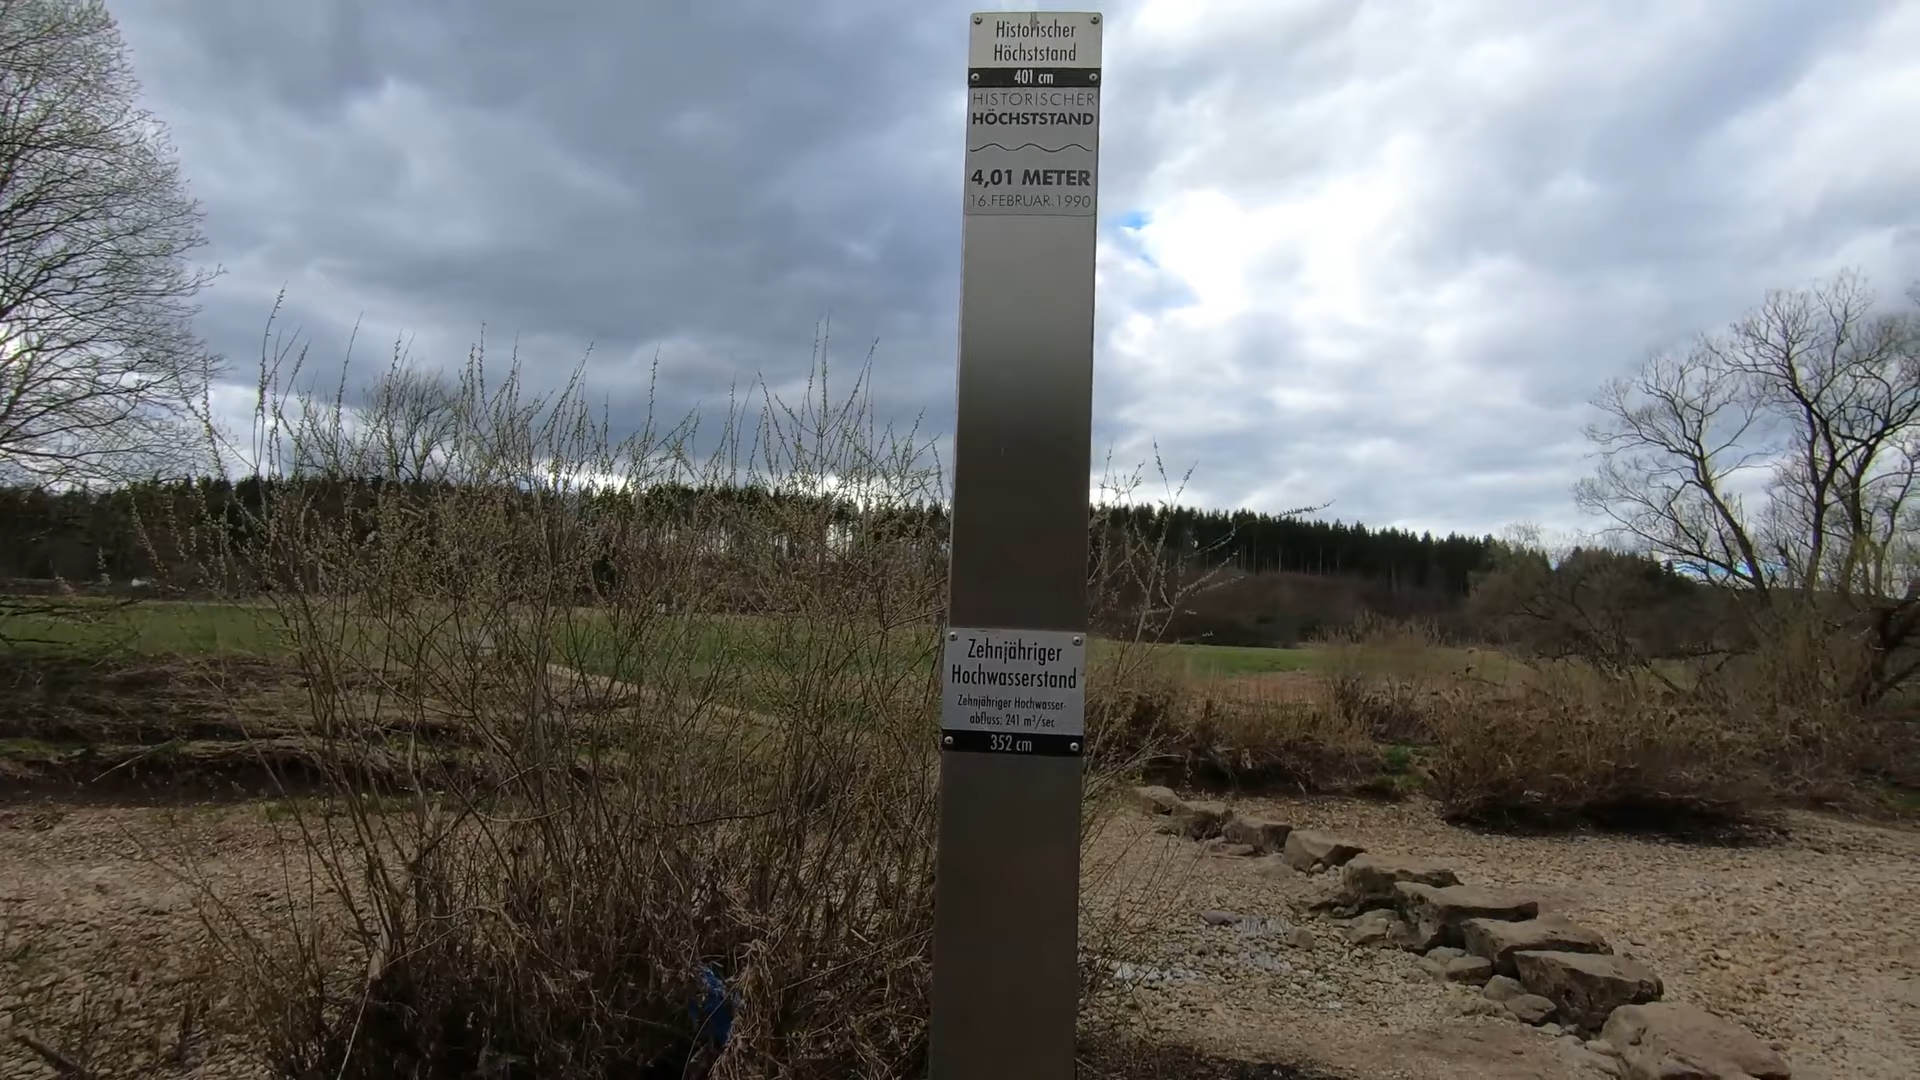 Historischer
Höchststand
401 cm
HISTORISCHER
HÖCHSTSTAND
4,01 METER
16.FEBRUAR.1990
Zehnjähriger
Hochwasserstand
Zehnjähriger Hochwasser-
abfluss: 241 m³/sec
352 cm